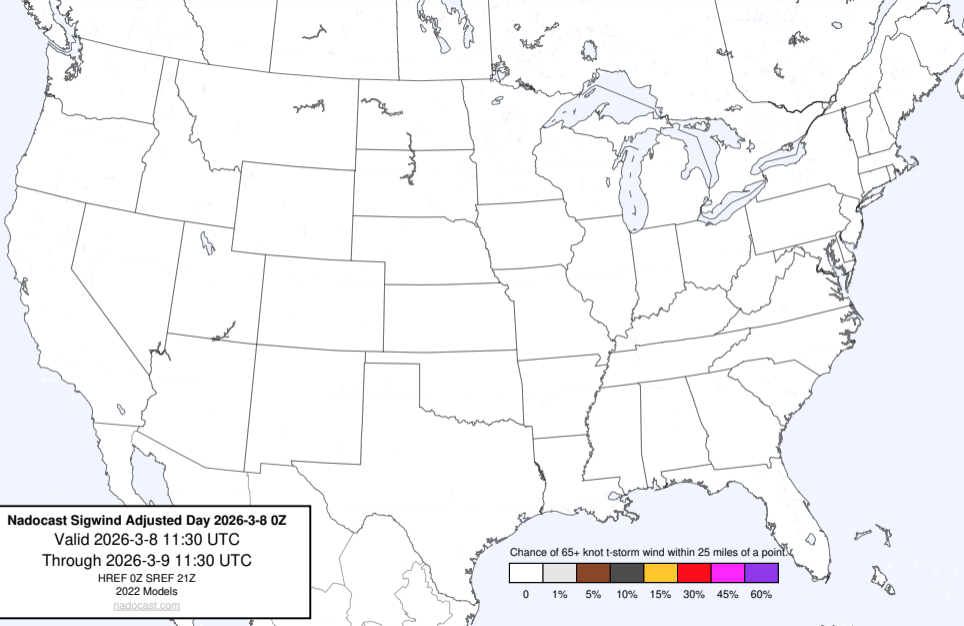 Nadocast Sigwind Adjusted Day 2026-3-8 0Z
Valid 2026-3-8 11:30 UTC
Through 2026-3-9 11:30 UTC
HREF 0Z SREF 21Z
2022 Models
nadocast.com
Chance of 65+ knot t-storm wind within 25 miles of a point.
0 1% 5% 10% 15% 30% 45% 60%